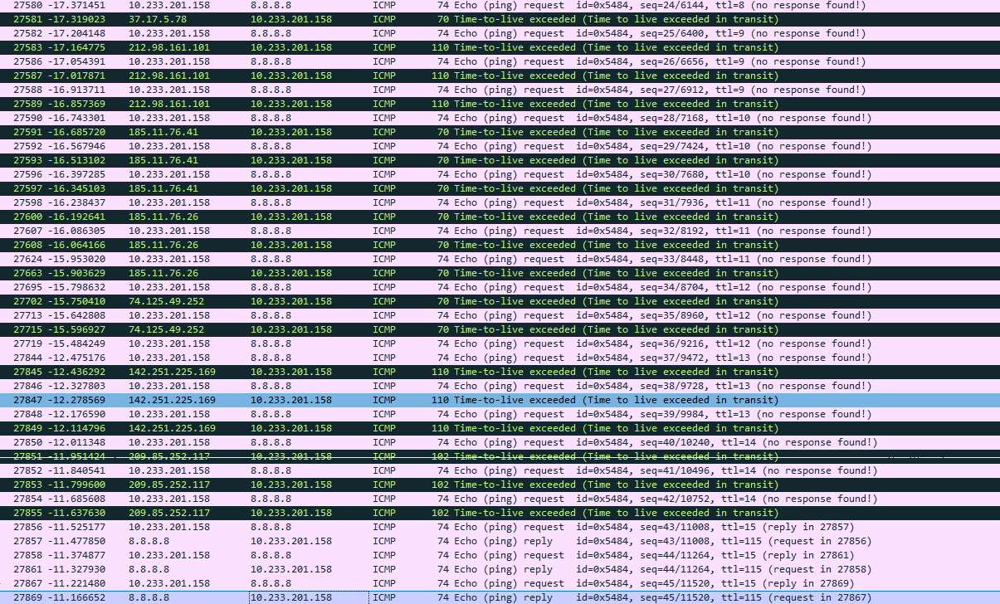 27580 -17.371451 10.233.201.158 8.8.8.8 ICMP 74 Echo (ping) request id=0x5484, seq=24/6144, ttl=8 (no response found!)
27581 -17.319023 37.17.5.78 10.233.201.158 ICMP 70 Time-to-live exceeded (Time to live exceeded in transit)
27582 -17.204148 10.233.201.158 8.8.8.8 ICMP 74 Echo (ping) request id=0x5484, seq=25/6400, ttl=9 (no response found!)
27583 -17.164775 212.98.161.101 10.233.201.158 ICMP 110 Time-to-live exceeded (Time to live exceeded in transit)
27586 -17.054391 10.233.201.158 8.8.8.8 ICMP 74 Echo (ping) request id=0x5484, seq=26/6656, ttl=9 (no response found!)
27587 -17.017871 212.98.161.101 10.233.201.158 ICMP 110 Time-to-live exceeded (Time to live exceeded in transit)
27588 -16.913711 10.233.201.158 8.8.8.8 ICMP 74 Echo (ping) request id=0x5484, seq=27/6912, ttl=9 (no response found!)
27589 -16.857369 212.98.161.101 10.233.201.158 ICMP 110 Time-to-live exceeded (Time to live exceeded in transit)
27590 -16.743301 10.233.201.158 8.8.8.8 ICMP 74 Echo (ping) request id=0x5484, seq=28/7168, ttl=10 (no response found!)
27591 -16.685720 185.11.76.41 10.233.201.158 ICMP 70 Time-to-live exceeded (Time to live exceeded in transit)
27592 -16.567946 10.233.201.158 8.8.8.8 ICMP 74 Echo (ping) request id=0x5484, seq=29/7424, ttl=10 (no response found!)
27593 -16.513102 185.11.76.41 10.233.201.158 ICMP 70 Time-to-live exceeded (Time to live exceeded in transit)
27596 -16.397285 10.233.201.158 8.8.8.8 ICMP 74 Echo (ping) request id=0x5484, seq=30/7680, ttl=10 (no response found!)
27597 -16.345103 185.11.76.41 10.233.201.158 ICMP 70 Time-to-live exceeded (Time to live exceeded in transit)
27598 -16.238437 10.233.201.158 8.8.8.8 ICMP 74 Echo (ping) request id=0x5484, seq=31/7936, ttl=11 (no response found!)
27600 -16.192641 185.11.76.26 10.233.201.158 ICMP 70 Time-to-live exceeded (Time to live exceeded in transit)
27607 -16.086305 10.233.201.158 8.8.8.8 ICMP 74 Echo (ping) request id=0x5484, seq=32/8192, ttl=11 (no response found!)
27608 -16.064166 185.11.76.26 10.233.201.158 ICMP 70 Time-to-live exceeded (Time to live exceeded in transit)
27624 -15.953020 10.233.201.158 8.8.8.8 ICMP 74 Echo (ping) request id=0x5484, seq=33/8448, ttl=11 (no response found!)
27663 -15.903629 185.11.76.26 10.233.201.158 ICMP 70 Time-to-live exceeded (Time to live exceeded in transit)
27695 -15.798632 10.233.201.158 8.8.8.8 ICMP 74 Echo (ping) request id=0x5484, seq=34/8704, ttl=12 (no response found!)
27702 -15.750410 74.125.49.252 10.233.201.158 ICMP 70 Time-to-live exceeded (Time to live exceeded in transit)
27713 -15.642808 10.233.201.158 8.8.8.8 ICMP 74 Echo (ping) request id=0x5484, seq=35/8960, ttl=12 (no response found!)
27715 -15.596927 74.125.49.252 10.233.201.158 ICMP 70 Time-to-live exceeded (Time to live exceeded in transit)
27719 -15.484249 10.233.201.158 8.8.8.8 ICMP 74 Echo (ping) request id=0x5484, seq=36/9216, ttl=12 (no response found!)
27844 -12.475176 10.233.201.158 8.8.8.8 ICMP 74 Echo (ping) request id=0x5484, seq=37/9472, ttl=13 (no response found!)
27845 -12.436292 142.251.225.169 10.233.201.158 ICMP 110 Time-to-live exceeded (Time to live exceeded in transit)
27846 -12.327803 10.233.201.158 8.8.8.8 ICMP 74 Echo (ping) request id=0x5484, seq=38/9728, ttl=13 (no response found!)
27847 -12.278569 142.251.225.169 10.233.201.158 ICMP 110 Time-to-live exceeded (Time to live exceeded in transit)
27848 -12.176590 10.233.201.158 8.8.8.8 ICMP 74 Echo (ping) request id=0x5484, seq=39/9984, ttl=13 (no response found!)
27849 -12.114796 142.251.225.169 10.233.201.158 ICMP 110 Time-to-live exceeded (Time to live exceeded in transit)
27850 -12.011348 10.233.201.158 8.8.8.8 ICMP 74 Echo (ping) request id=0x5484, seq=40/10240, ttl=14 (no response found!)
27851 -11.951424 209.85.252.117 10.233.201.158 ICMP 102 Time-to-live exceeded (Time to live exceeded in transit)
27852 -11.840541 10.233.201.158 8.8.8.8 ICMP 74 Echo (ping) request id=0x5484, seq=41/10496, ttl=14 (no response found!)
27853 -11.799600 209.85.252.117 10.233.201.158 ICMP 102 Time-to-live exceeded (Time to live exceeded in transit)
27854 -11.685608 10.233.201.158 8.8.8.8 ICMP 74 Echo (ping) request id=0x5484, seq=42/10752, ttl=14 (no response found!)
27855 -11.637630 209.85.252.117 10.233.201.158 ICMP 102 Time-to-live exceeded (Time to live exceeded in transit)
27856 -11.525177 10.233.201.158 8.8.8.8 ICMP 74 Echo (ping) request id=0x5484, seq=43/11008, ttl=15 (reply in 27857)
27857 -11.477850 8.8.8.8 10.233.201.158 ICMP 74 Echo (ping) reply id=0x5484, seq=43/11008, ttl=115 (request in 27856)
27858 -11.374877 10.233.201.158 8.8.8.8 ICMP 74 Echo (ping) request id=0x5484, seq=44/11264, ttl=15 (reply in 27861)
27861 -11.327930 8.8.8.8 10.233.201.158 ICMP 74 Echo (ping) reply id=0x5484, seq=44/11264, ttl=115 (request in 27858)
27867 -11.221480 10.233.201.158 8.8.8.8 ICMP 74 Echo (ping) request id=0x5484, seq=45/11520, ttl=15 (reply in 27869)
27869 -11.166652 8.8.8.8 10.233.201.158 ICMP 74 Echo (ping) reply id=0x5484, seq=45/11520, ttl=115 (request in 27867)